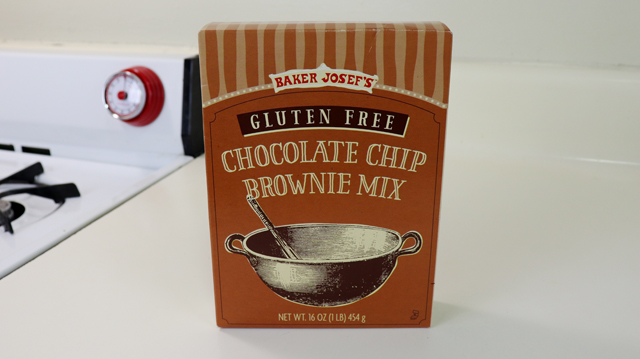 BAKER JOSEF'S
GLUTEN FREE
CHOCOLATE CHIP
BROWNIE MIX
NET WT. 16 OZ (1 LB) 454 g